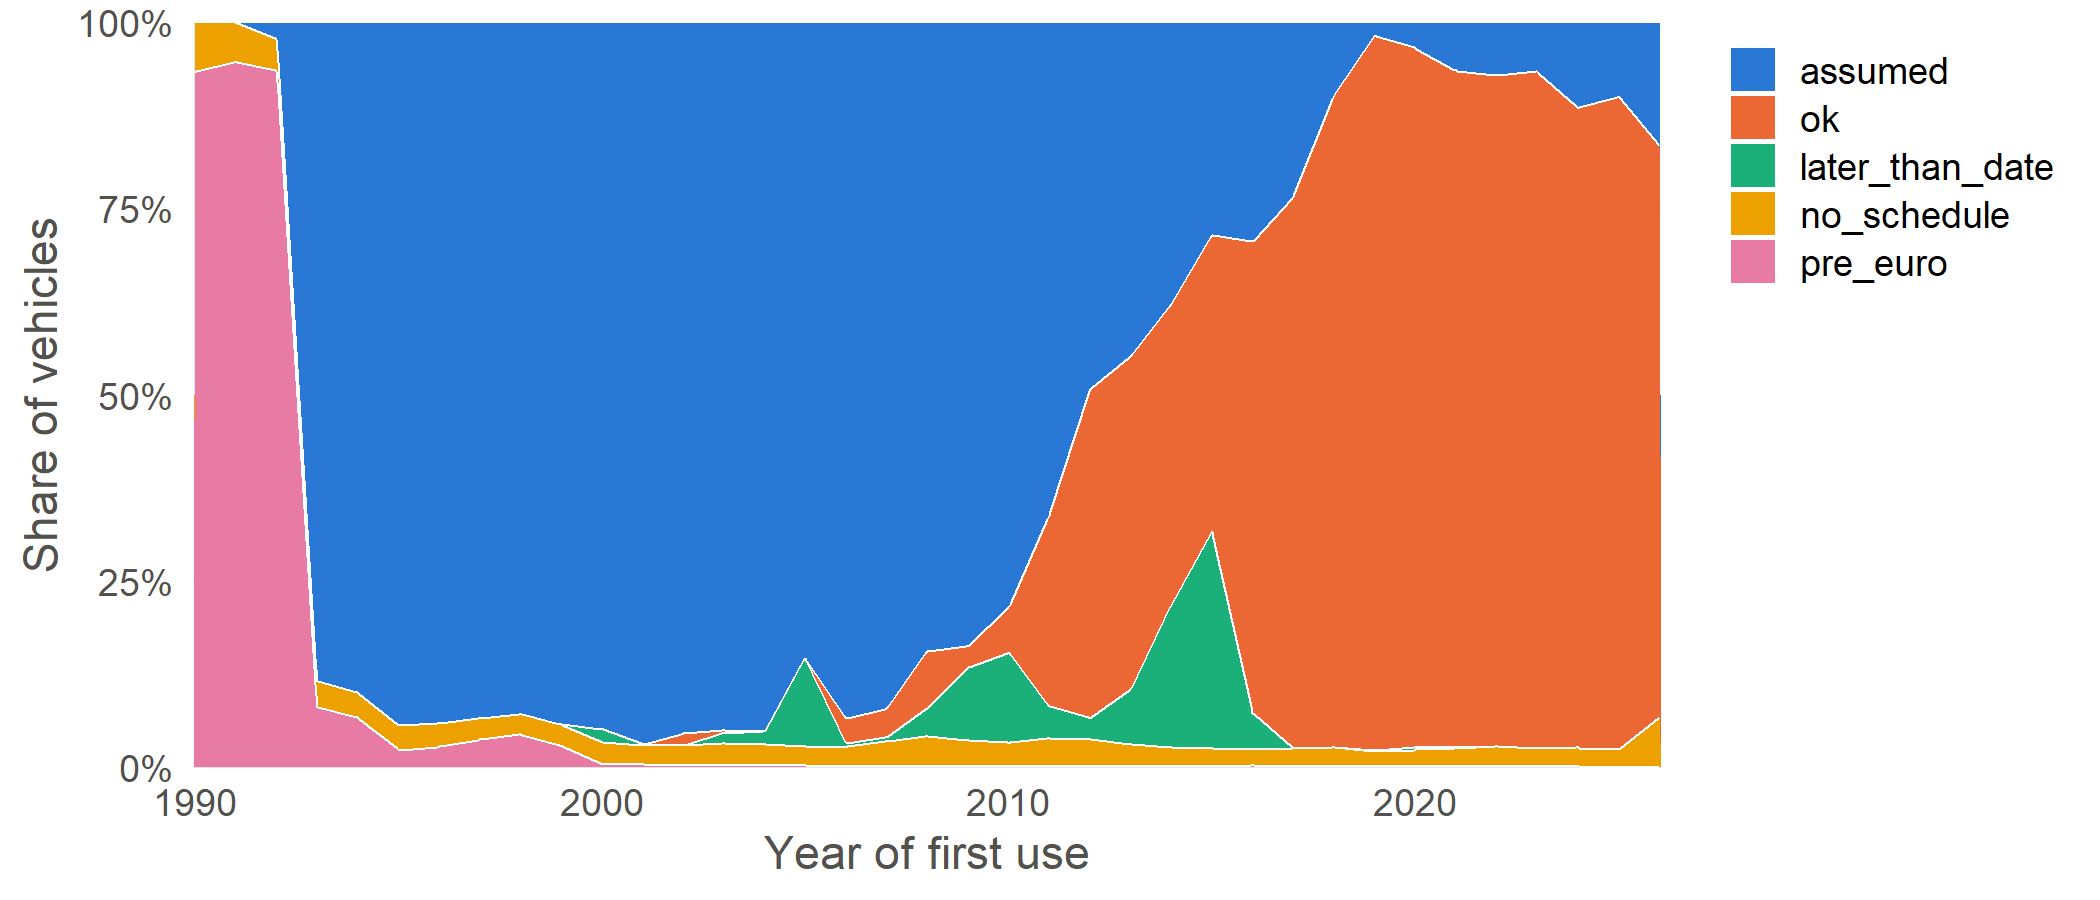 100%
75%
50%
25%
0%
Share of vehicles
1990
2000
2010
2020
Year of first use
assumed
ok
later_than_date
no_schedule
pre_euro